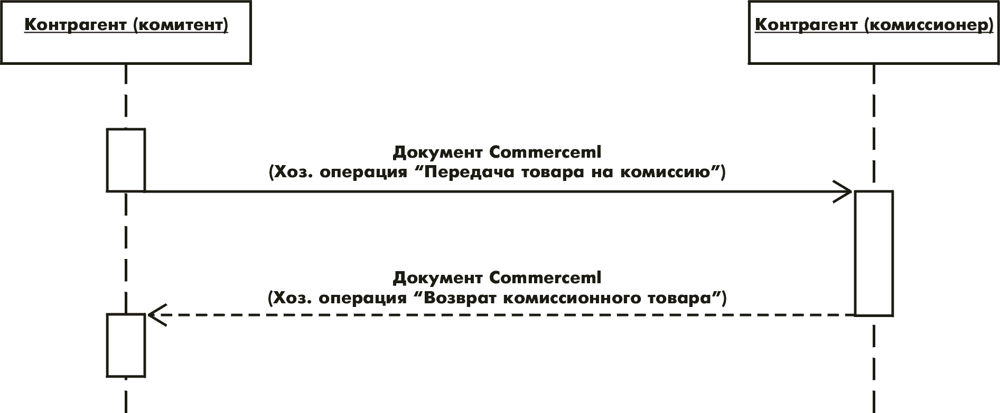 Контрагент (комитент)
Контрагент (комиссионер)
Документ Commerceml
(Хоз. операция “Передача товара на комиссию”)
Документ Commerceml
(Хоз. операция “Возврат комиссионного товара”)